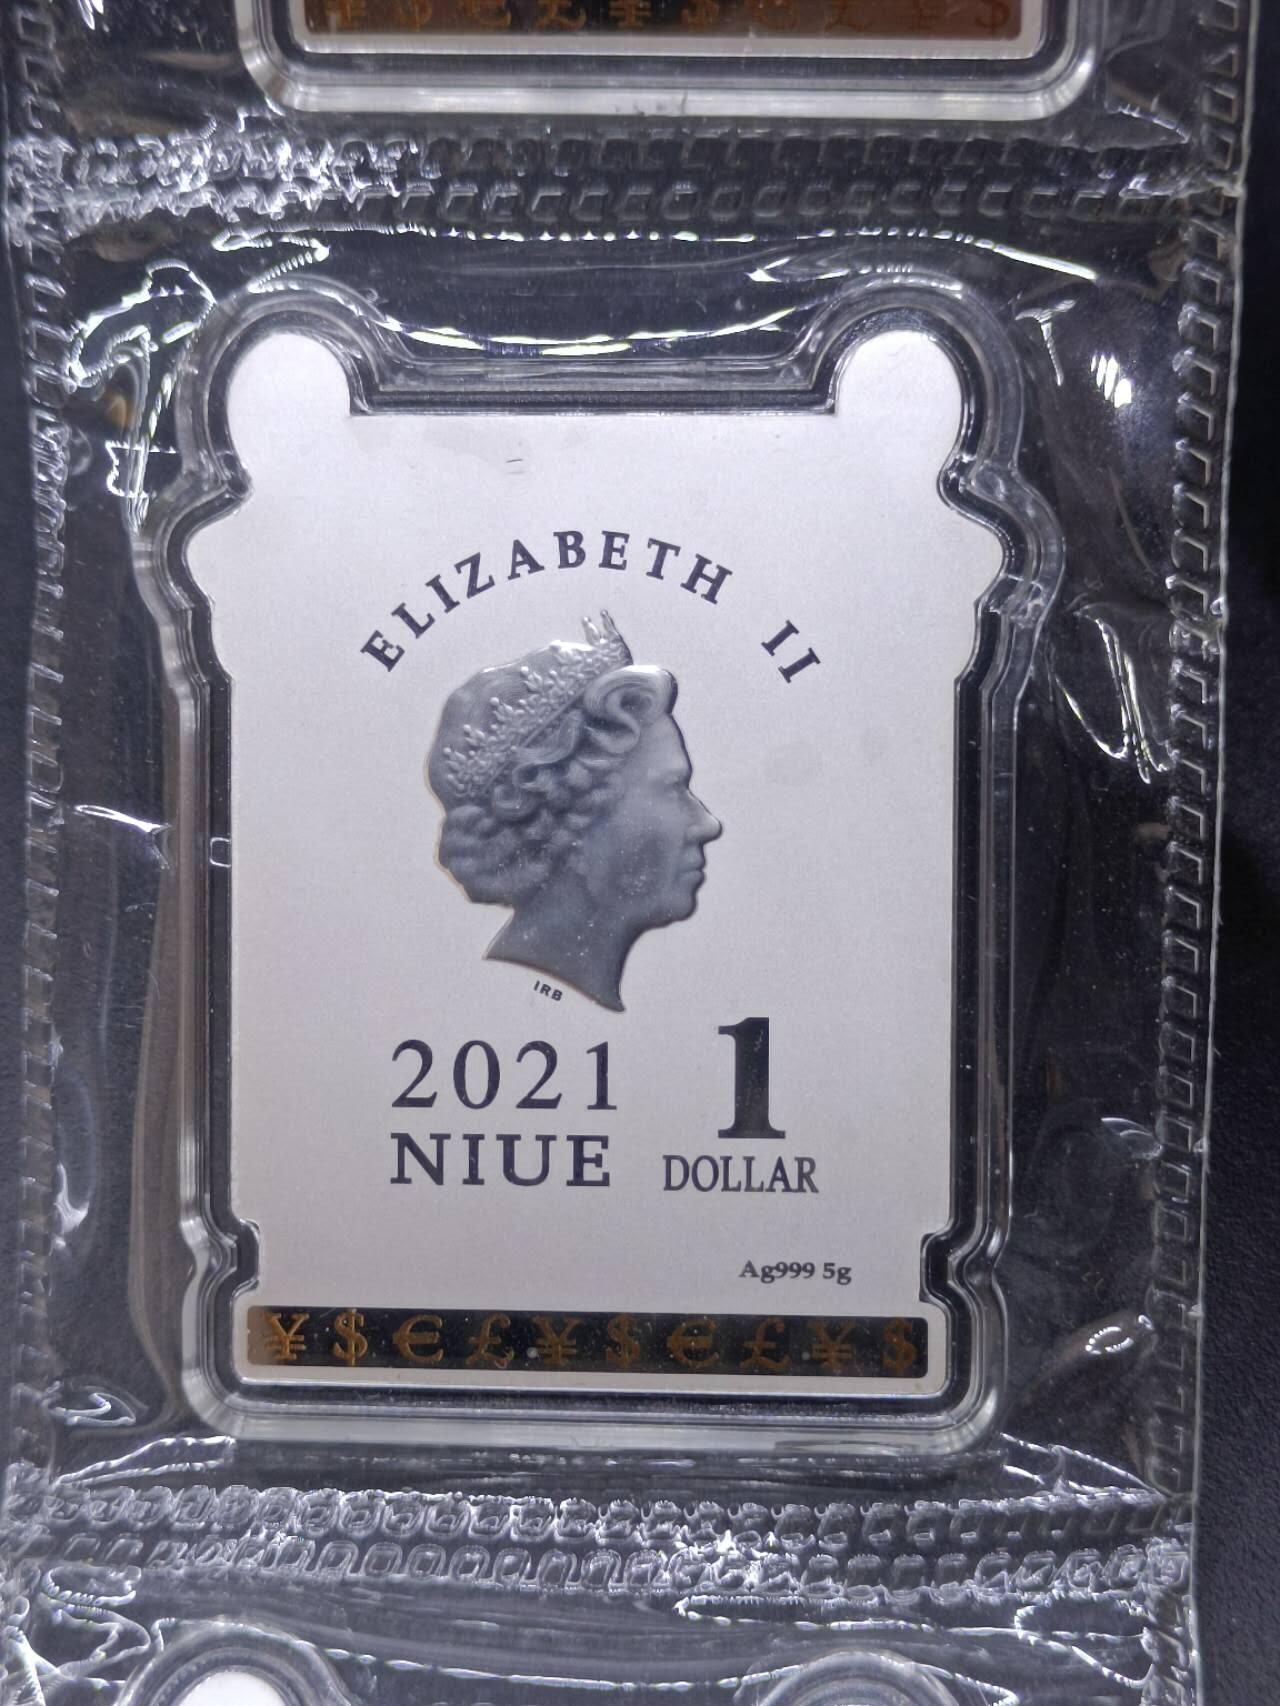 ¥ $ € £ ¥ $ € £ ¥ $
ELIZABETH II
IRB
2021 1
NIUE DOLLAR
Ag999 5g
¥ $ € £ ¥ $ € £ ¥ $